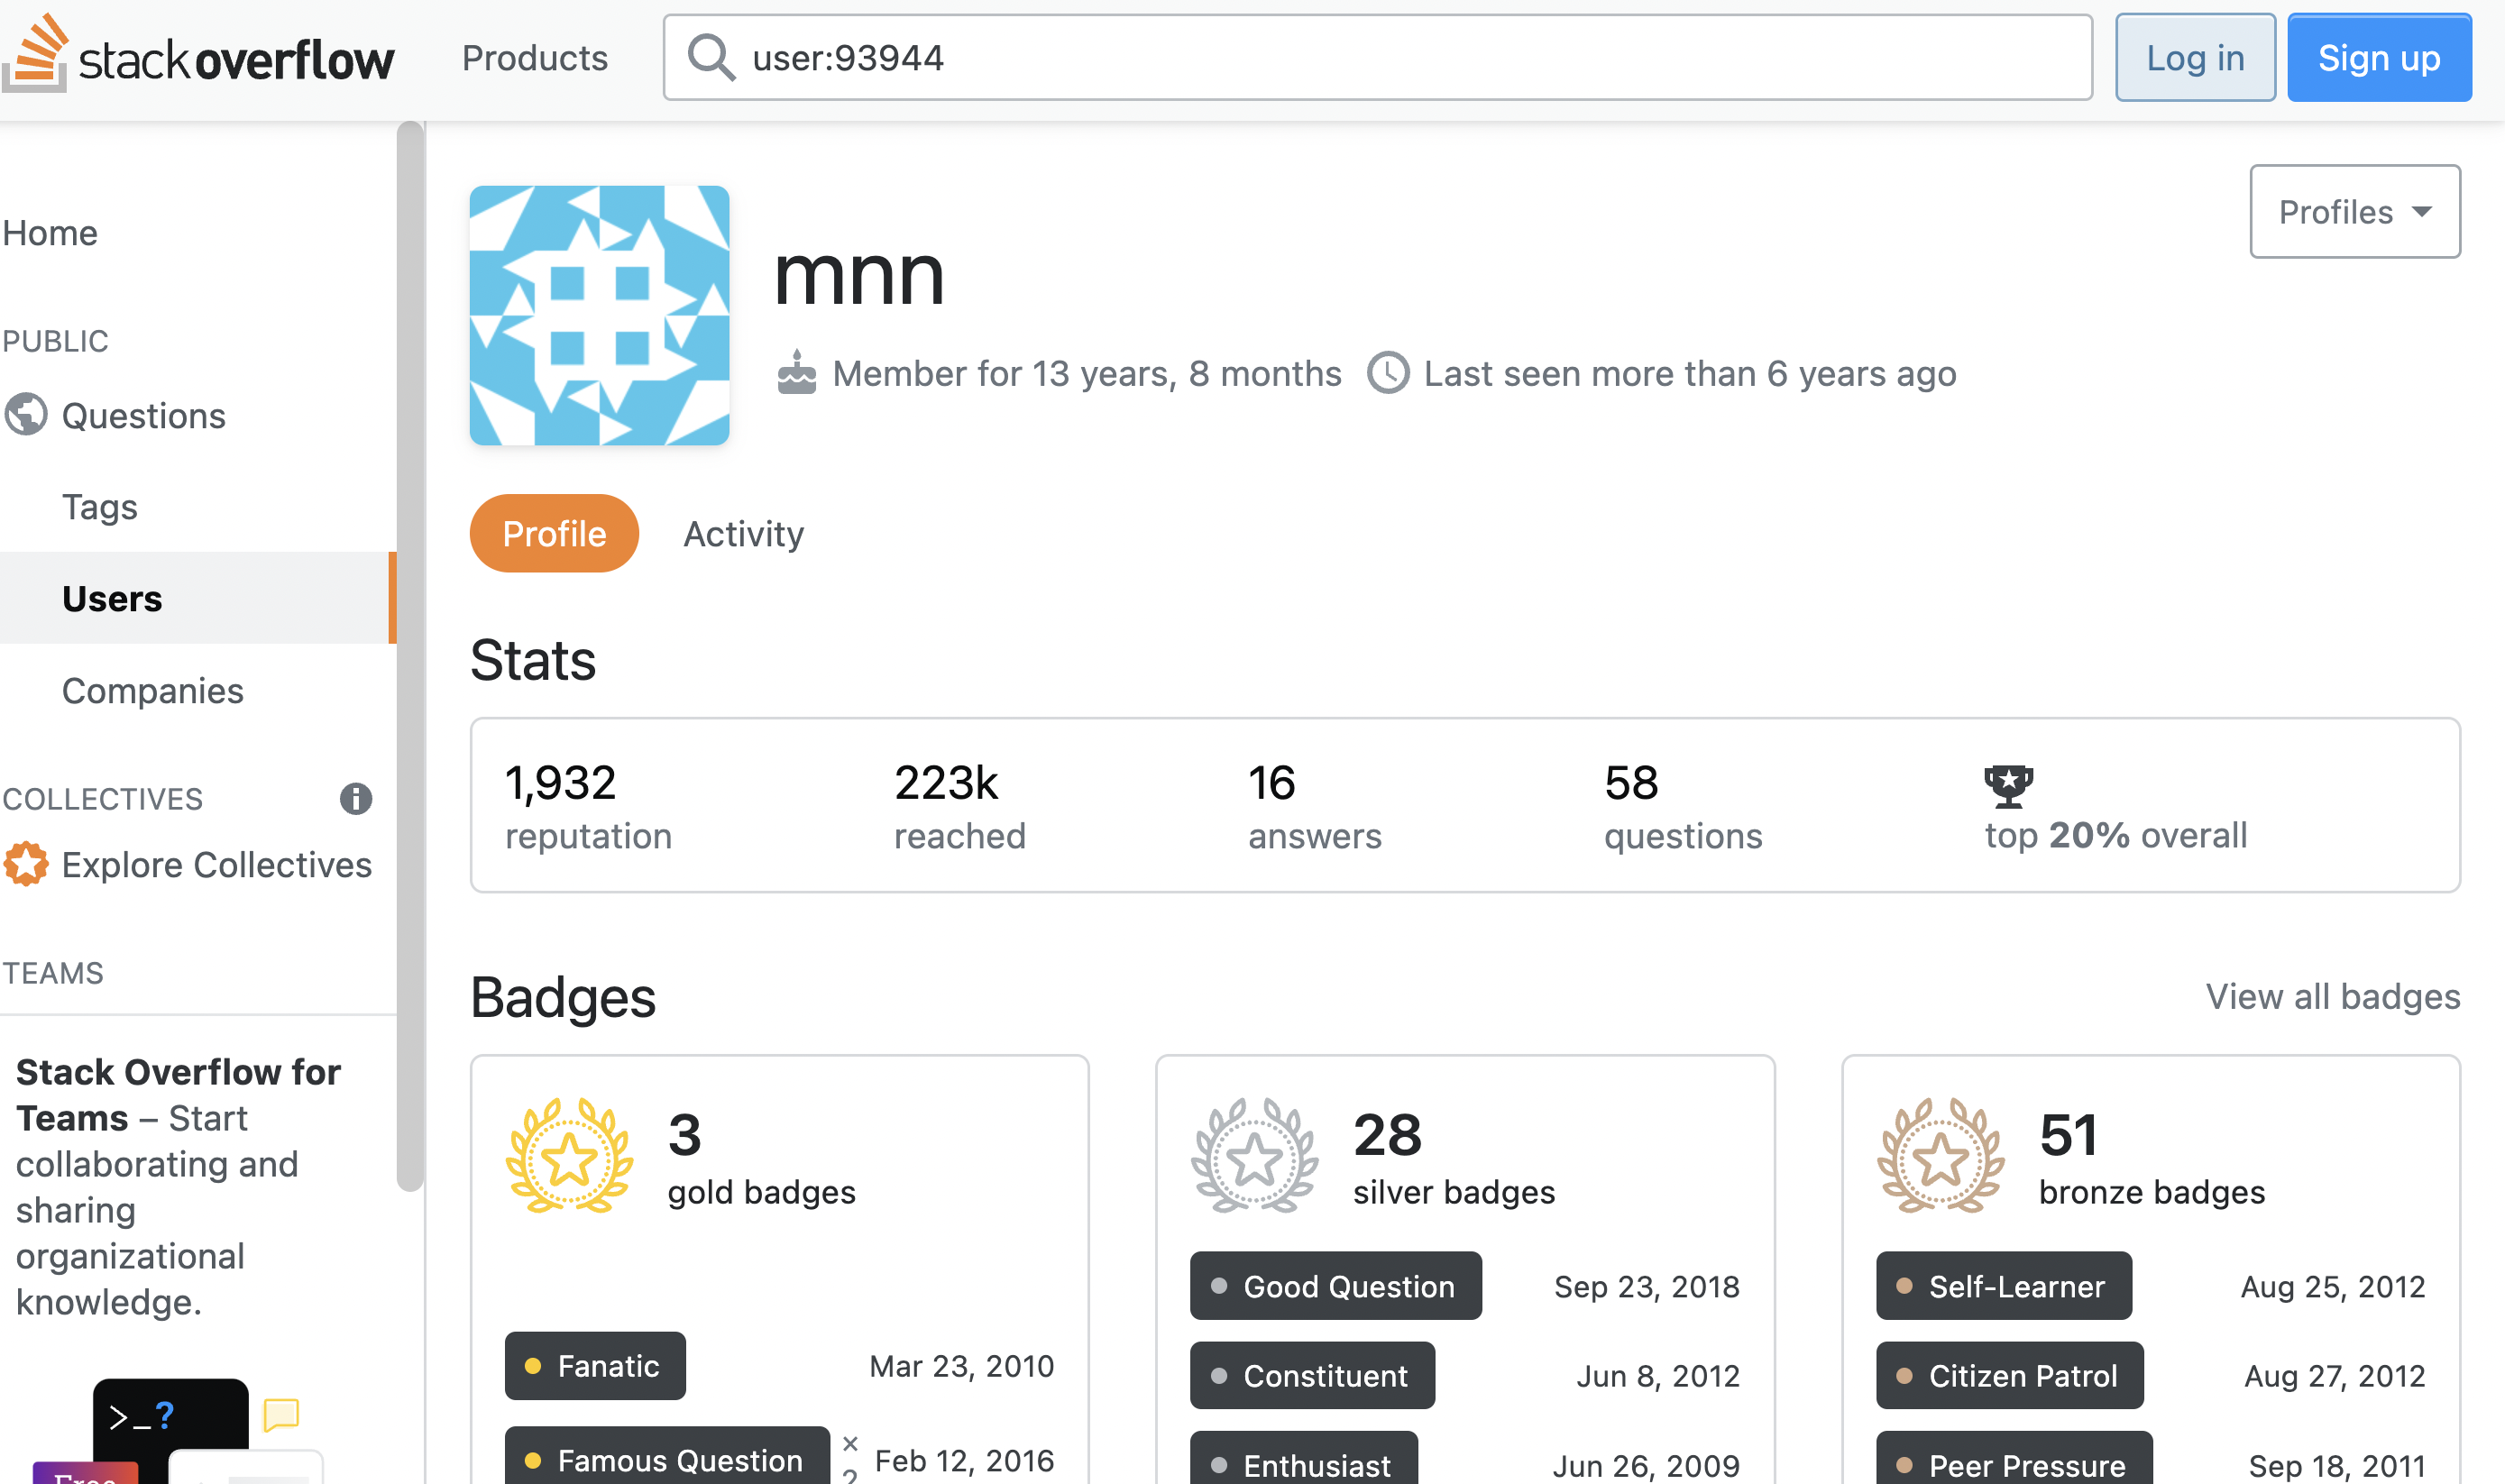 stackoverflow
Products
user:93944
Log in
Sign up
Home
PUBLIC
Questions
Tags
Users
Companies
COLLECTIVES
Explore Collectives
TEAMS
Stack Overflow for
Teams – Start
collaborating and
sharing
organizational
knowledge.
>_?
Free
Profiles
mnn
Member for 13 years, 8 months
Last seen more than 6 years ago
Profile
Activity
Stats
1,932
reputation
223k
reached
16
answers
58
questions
top 20% overall
Badges
View all badges
3
gold badges
Fanatic
Mar 23, 2010
Famous Question
×
2
Feb 12, 2016
28
silver badges
Good Question
Sep 23, 2018
Constituent
Jun 8, 2012
Enthusiast
Jun 26, 2009
51
bronze badges
Self-Learner
Aug 25, 2012
Citizen Patrol
Aug 27, 2012
Peer Pressure
Sep 18, 2011